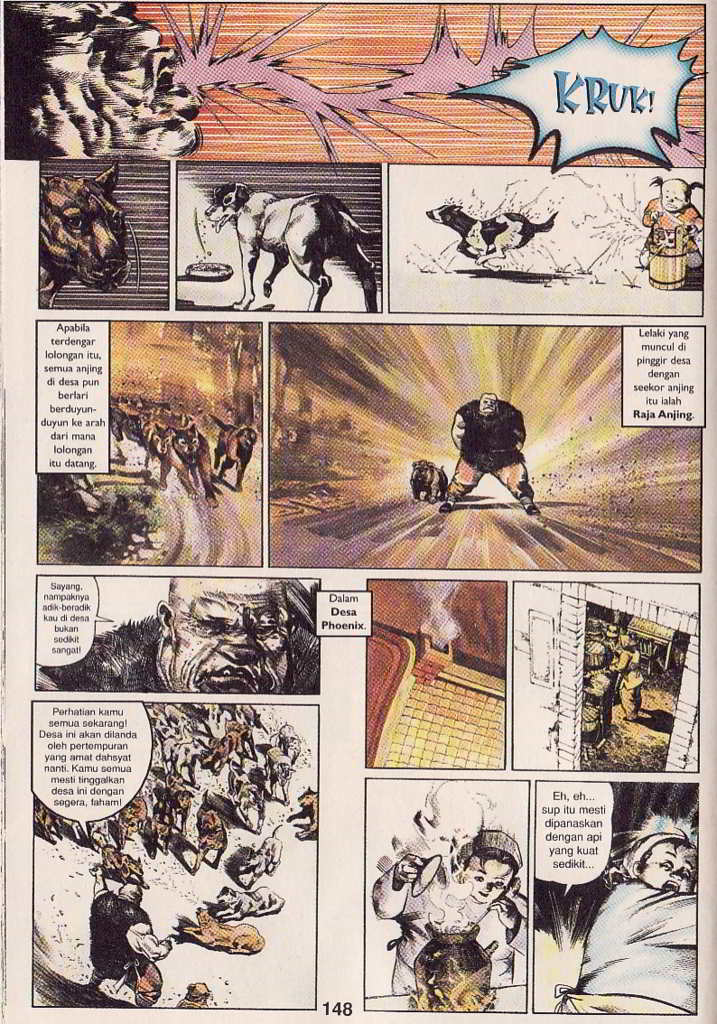 KRUK!
Apabila
terdengar
lolongan itu,
semua anjing
di desa pun
berlari
berduyun-
duyun ke arah
dari mana
lolongan
itu datang.
Lelaki yang
muncul di
pinggir desa
dengan
seekor anjing
itu ialah
Raja Anjing.
Sayang,
nampaknya
adik-beradik
kau di desa
bukan
sedikit
sangat!
Dalam
Desa
Phoenix.
Perhatian kamu
semua sekarang!
Desa ini akan dilanda
oleh pertempuran
yang amat dahsyat
nanti. Kamu semua
mesti tinggalkan
desa ini dengan
segera, faham!
Eh, eh...
sup itu mesti
dipanaskan
dengan api
yang kuat
sedikit...
148